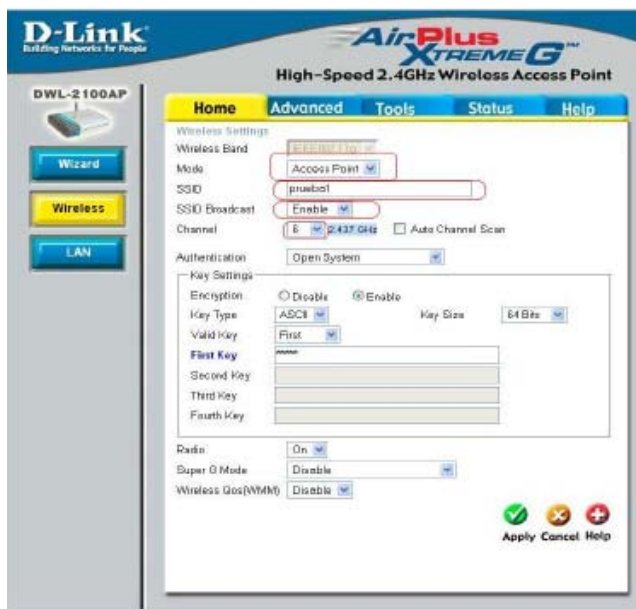 D-Link
Building Networks for People
AirPlus
XTREME G™
High-Speed 2.4GHz Wireless Access Point
DWL-2100AP
Home Advanced Tools Status Help
Wizard
Wireless
LAN
Wireless Settings
Wireless Band IEEE802.11g
Mode Access Point
SSID prueba1
SSID Broadcast Enable
Channel 6 2.437 GHz Auto Channel Scan
Authentication Open System
Key Settings
Encryption Disable Enable
Key Type ASCII Key Size 64 Bits
Valid Key First
First Key
Second Key
Third Key
Fourth Key
Radio On
Super G Mode Disable
Wireless Qos(WMM) Disable
Apply Cancel Help